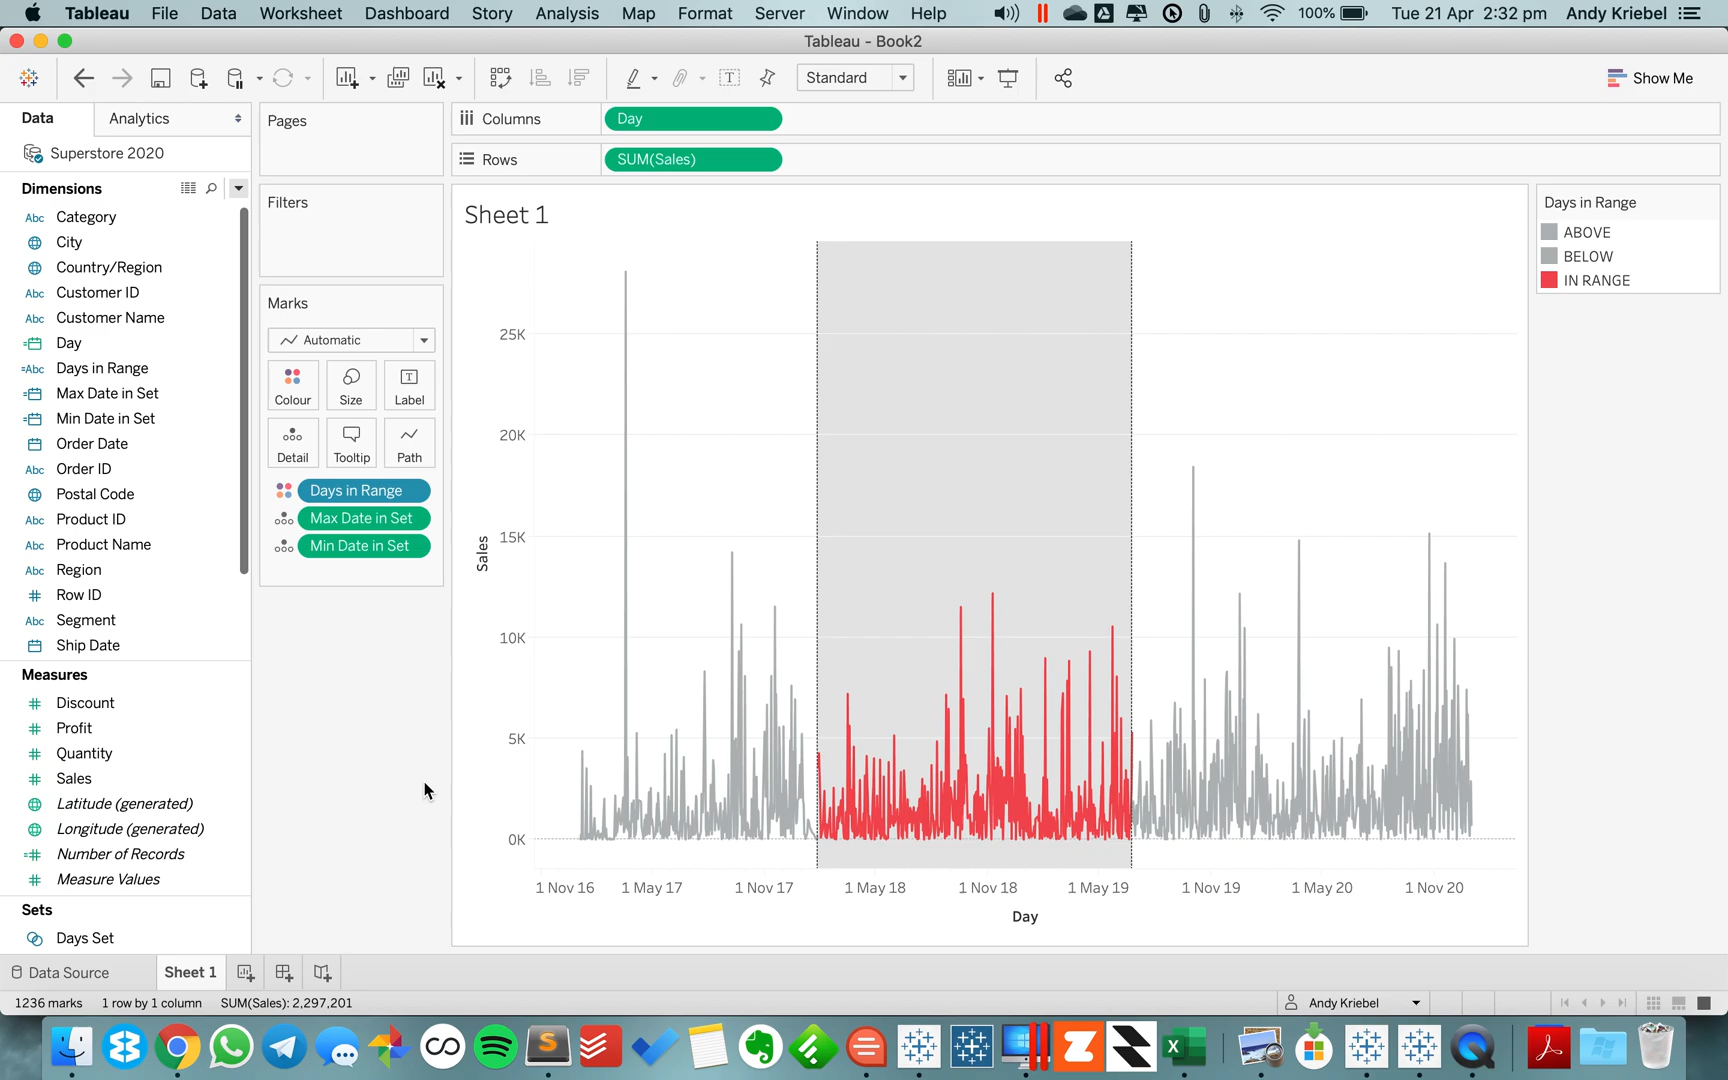 Tableau File Data Worksheet Dashboard Story Analysis Map Format Server Window Help 100% Tue 21 Apr 2:32 pm Andy Kriebel
Tableau - Book2
Standard Show Me
Data Analytics
Superstore 2020
Dimensions
Abc Category
City
Country/Region
Abc Customer ID
Abc Customer Name
Day
=Abc Days in Range
Max Date in Set
Min Date in Set
Order Date
Abc Order ID
Postal Code
Abc Product ID
Abc Product Name
Abc Region
# Row ID
Abc Segment
Ship Date
Measures
# Discount
# Profit
# Quantity
# Sales
Latitude (generated)
Longitude (generated)
=# Number of Records
# Measure Values
Sets
Days Set
Pages
Filters
Marks
Automatic
Colour Size Label
Detail Tooltip Path
Days in Range
Max Date in Set
Min Date in Set
Columns Day
Rows SUM(Sales)
Sheet 1
25K
20K
15K
10K
5K
0K
Sales
1 Nov 16 1 May 17 1 Nov 17 1 May 18 1 Nov 18 1 May 19 1 Nov 19 1 May 20 1 Nov 20
Day
Days in Range
ABOVE
BELOW
IN RANGE
Data Source Sheet 1
1236 marks 1 row by 1 column SUM(Sales): 2,297,201 Andy Kriebel